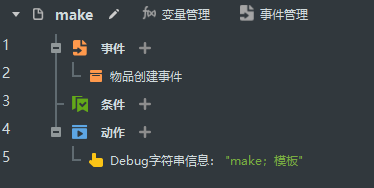 make 变量管理 事件管理
1 事件
2 物品创建事件
3 条件
4 动作
5 Debug字符串信息： "make；模板"